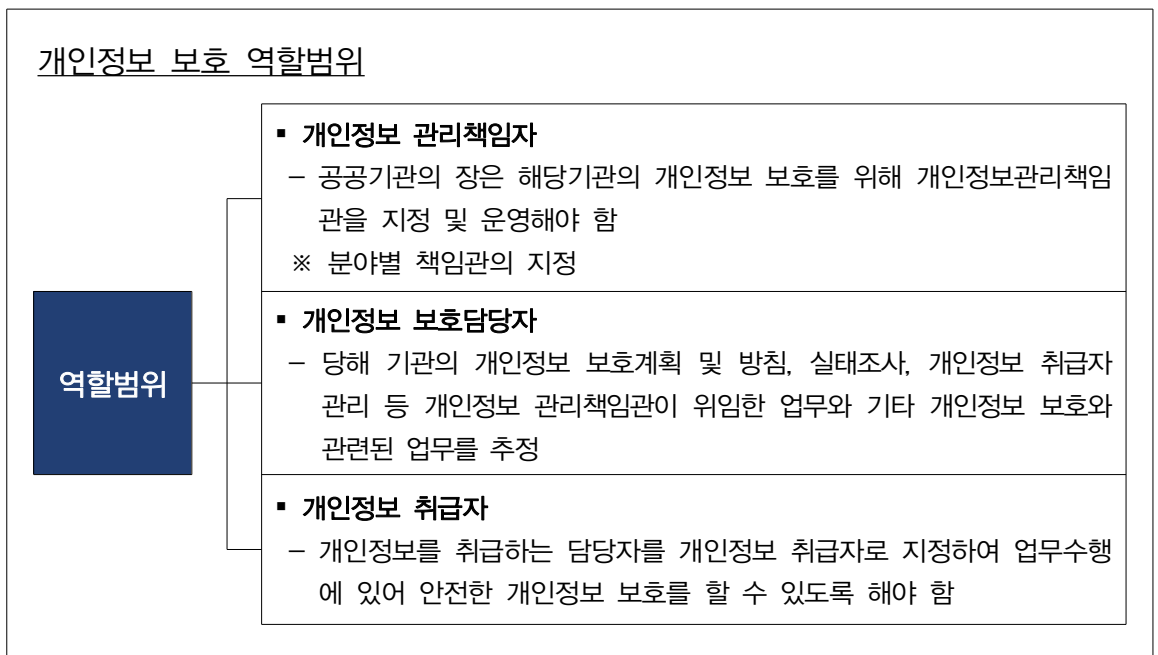 개인정보 보호 역할범위
▪ 개인정보 관리책임자
– 공공기관의 장은 해당기관의 개인정보 보호를 위해 개인정보관리책임
관을 지정 및 운영해야 함
※ 분야별 책임관의 지정
역할범위
▪ 개인정보 보호담당자
– 당해 기관의 개인정보 보호계획 및 방침, 실태조사, 개인정보 취급자
관리 등 개인정보 관리책임관이 위임한 업무와 기타 개인정보 보호와
관련된 업무를 추정
▪ 개인정보 취급자
– 개인정보를 취급하는 담당자를 개인정보 취급자로 지정하여 업무수행
에 있어 안전한 개인정보 보호를 할 수 있도록 해야 함